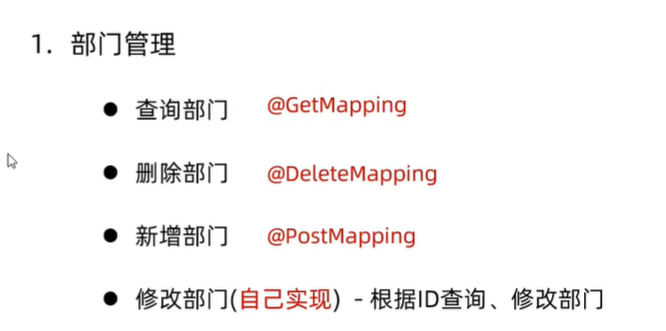 1. 部门管理
● 查询部门 @GetMapping
● 删除部门 @DeleteMapping
● 新增部门 @PostMapping
● 修改部门(自己实现) - 根据ID查询、修改部门